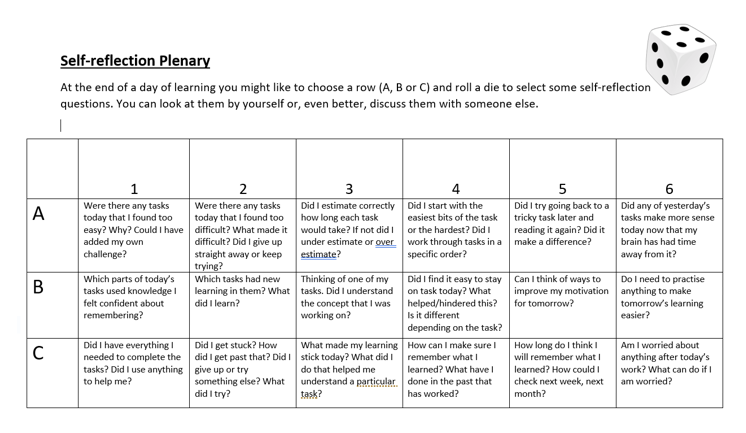 Self-reflection Plenary
At the end of a day of learning you might like to choose a row (A, B or C) and roll a die to select some self-reflection
questions. You can look at them by yourself or, even better, discuss them with someone else.
1
2
3
4
5
6
A
Were there any tasks
today that I found too
easy? Why? Could I have
added my own
challenge?
Were there any tasks
today that I found too
difficult? What made it
difficult? Did I give up
straight away or keep
trying?
Did I estimate correctly
how long each task
would take? If not did I
under estimate or over
estimate?
Did I start with the
easiest bits of the task
or the hardest? Did I
work through tasks in a
specific order?
Did I try going back to a
tricky task later and
reading it again? Did it
make a difference?
Did any of yesterday's
tasks make more sense
today now that my
brain has had time
away from it?
B
Which parts of today's
tasks used knowledge I
felt confident about
remembering?
Which tasks had new
learning in them? What
did I learn?
Thinking of one of my
tasks. Did I understand
the concept that I was
working on?
Did I find it easy to stay
on task today? What
helped/hindered this?
Is it different
depending on the task?
Can I think of ways to
improve my motivation
for tomorrow?
Do I need to practise
anything to make
tomorrow's learning
easier?
C
Did I have everything I
needed to complete the
tasks? Did I use anything
to help me?
Did I get stuck? How
did I get past that? Did I
give up or try
something else? What
did I try?
What made my learning
stick today? What did I
do that helped me
understand a particular
task?
How can I make sure I
remember what I
learned? What have I
done in the past that
has worked?
How long do I think I
will remember what I
learned? How could I
check next week, next
month?
Am I worried about
anything after today's
work? What can do if I
am worried?